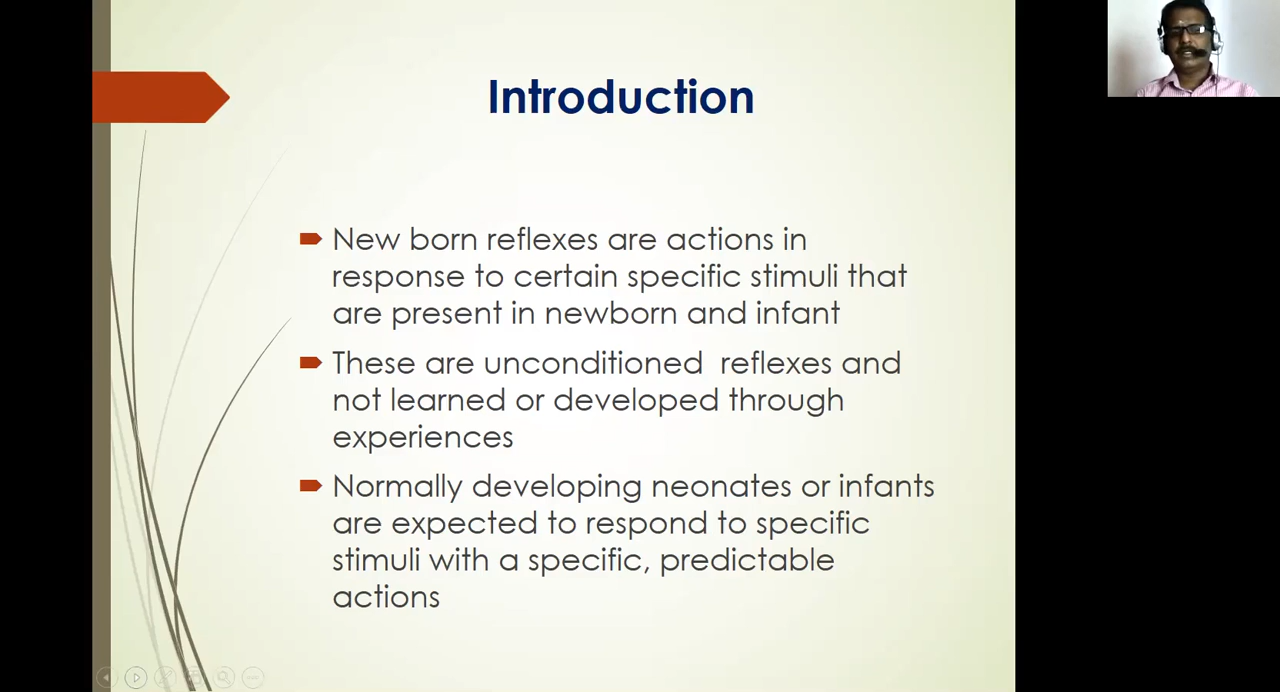 Introduction
New born reflexes are actions in
response to certain specific stimuli that
are present in newborn and infant
These are unconditioned reflexes and
not learned or developed through
experiences
Normally developing neonates or infants
are expected to respond to specific
stimuli with a specific, predictable
actions